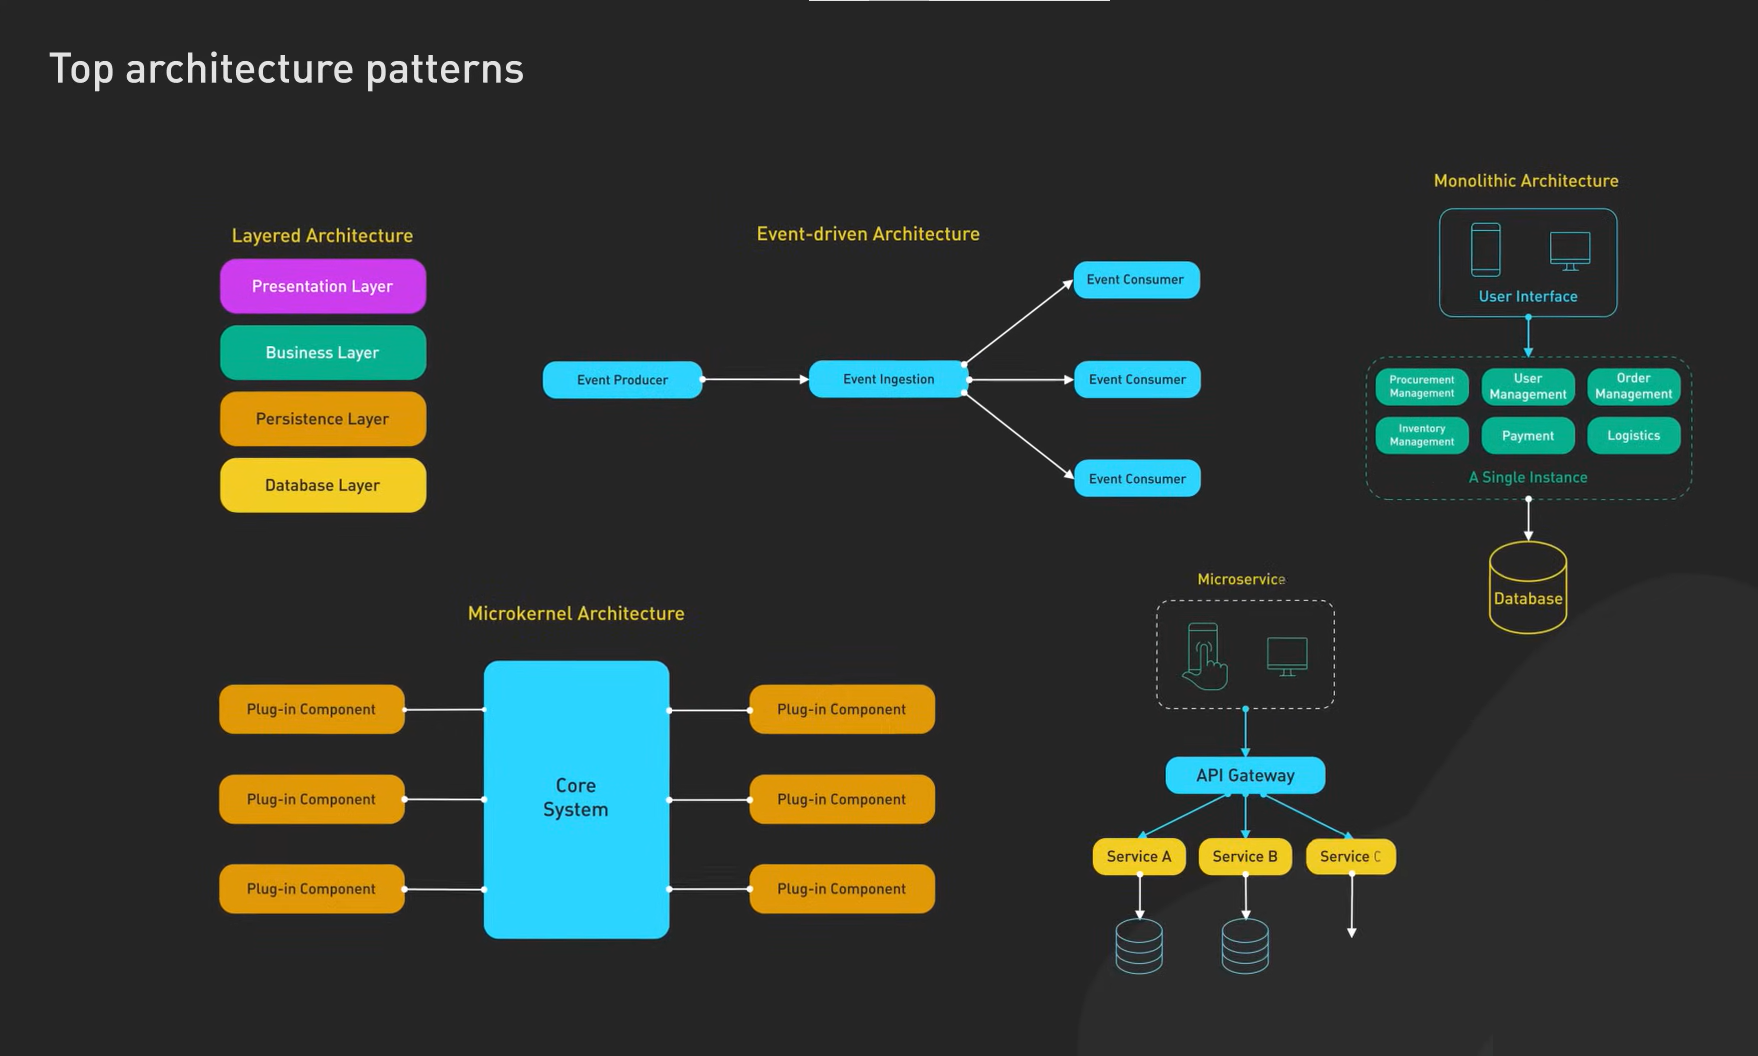 Top architecture patterns
Layered Architecture
Presentation Layer
Business Layer
Persistence Layer
Database Layer
Event-driven Architecture
Event Producer
Event Ingestion
Event Consumer
Event Consumer
Event Consumer
Monolithic Architecture
User Interface
Procurement
Management
User
Management
Order
Management
Inventory
Management
Payment
Logistics
A Single Instance
Database
Microkernel Architecture
Plug-in Component
Plug-in Component
Plug-in Component
Core
System
Plug-in Component
Plug-in Component
Plug-in Component
Microservice
API Gateway
Service A
Service B
Service C